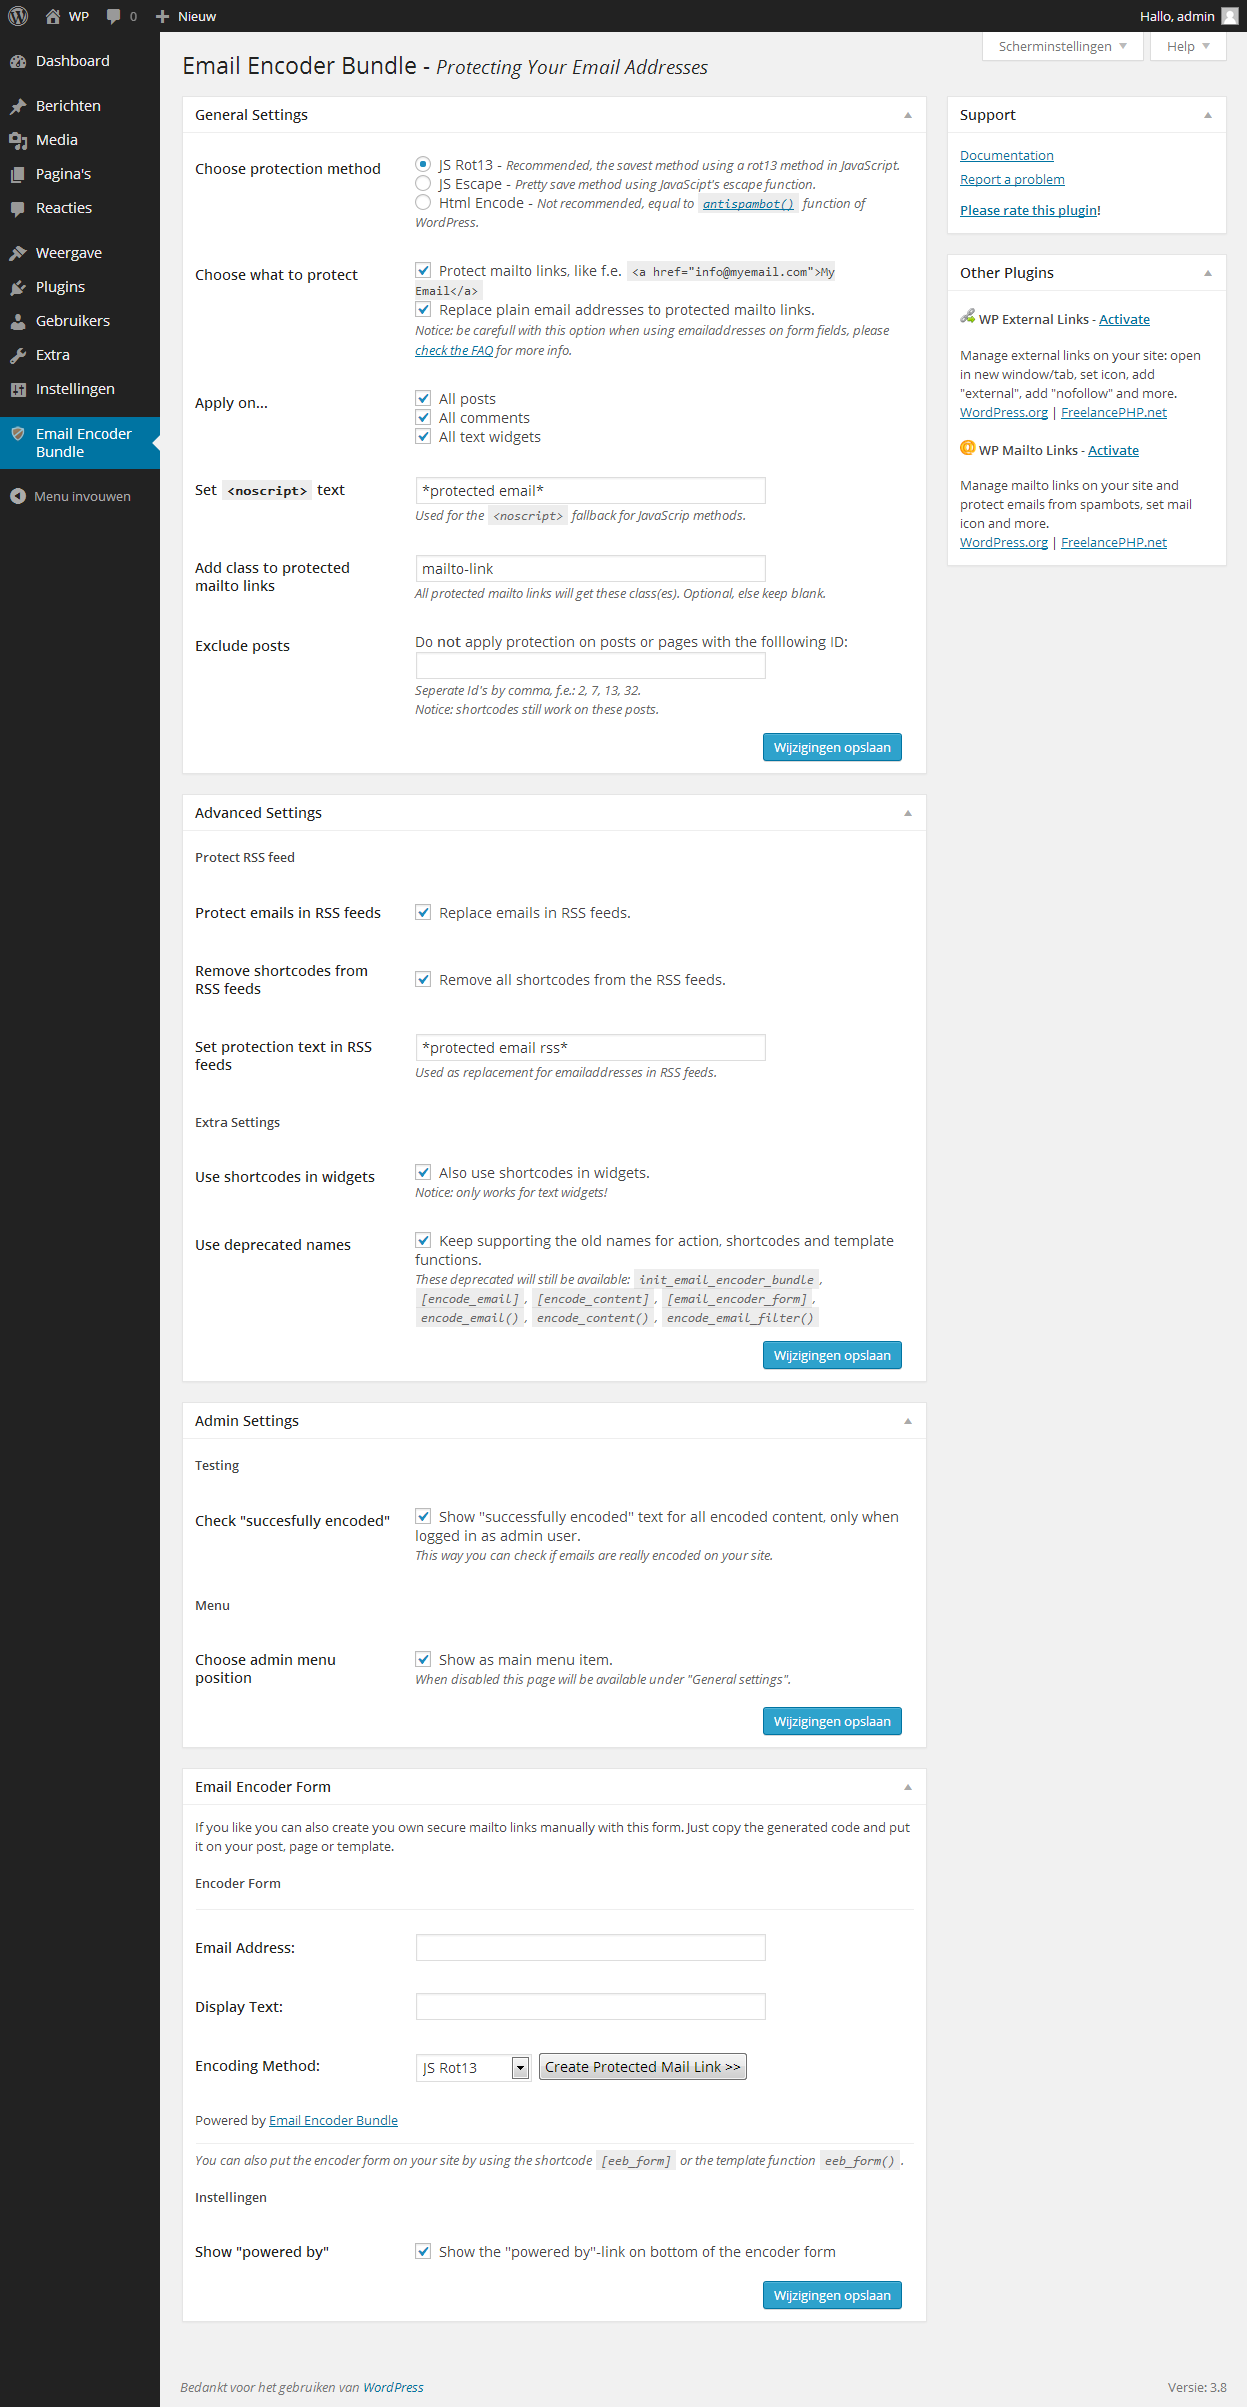 WP 0 Nieuw Hallo, admin
Dashboard
Berichten
Media
Pagina's
Reacties
Weergave
Plugins
Gebruikers
Extra
Instellingen
Email Encoder
Bundle
Menu invouwen
Scherminstellingen Help
Email Encoder Bundle - Protecting Your Email Addresses
General Settings
Choose protection method
JS Rot13 - Recommended, the savest method using a rot13 method in JavaScript.
JS Escape - Pretty save method using JavaScipt's escape function.
Html Encode - Not recommended, equal to antispambot() function of
WordPress.
Choose what to protect
Protect mailto links, like f.e. <a href="info@myemail.com">My
Email</a>
Replace plain email addresses to protected mailto links.
Notice: be carefull with this option when using emailaddresses on form fields, please
check the FAQ for more info.
Apply on...
All posts
All comments
All text widgets
Set <noscript> text
*protected email*
Used for the <noscript> fallback for JavaScrip methods.
Add class to protected
mailto links
mailto-link
All protected mailto links will get these class(es). Optional, else keep blank.
Exclude posts
Do not apply protection on posts or pages with the folllowing ID:
Seperate Id's by comma, f.e.: 2, 7, 13, 32.
Notice: shortcodes still work on these posts.
Wijzigingen opslaan
Advanced Settings
Protect RSS feed
Protect emails in RSS feeds
Replace emails in RSS feeds.
Remove shortcodes from
RSS feeds
Remove all shortcodes from the RSS feeds.
Set protection text in RSS
feeds
*protected email rss*
Used as replacement for emailaddresses in RSS feeds.
Extra Settings
Use shortcodes in widgets
Also use shortcodes in widgets.
Notice: only works for text widgets!
Use deprecated names
Keep supporting the old names for action, shortcodes and template
functions.
These deprecated will still be available: init_email_encoder_bundle ,
[encode_email] , [encode_content] , [email_encoder_form] ,
encode_email() , encode_content() , encode_email_filter()
Wijzigingen opslaan
Admin Settings
Testing
Check "succesfully encoded"
Show "successfully encoded" text for all encoded content, only when
logged in as admin user.
This way you can check if emails are really encoded on your site.
Menu
Choose admin menu
position
Show as main menu item.
When disabled this page will be available under "General settings".
Wijzigingen opslaan
Email Encoder Form
If you like you can also create you own secure mailto links manually with this form. Just copy the generated code and put
it on your post, page or template.
Encoder Form
Email Address:
Display Text:
Encoding Method:
JS Rot13 Create Protected Mail Link >>
Powered by Email Encoder Bundle
You can also put the encoder form on your site by using the shortcode [eeb_form] or the template function eeb_form() .
Instellingen
Show "powered by"
Show the "powered by"-link on bottom of the encoder form
Wijzigingen opslaan
Support
Documentation
Report a problem
Please rate this plugin!
Other Plugins
WP External Links - Activate
Manage external links on your site: open
in new window/tab, set icon, add
"external", add "nofollow" and more.
WordPress.org | FreelancePHP.net
WP Mailto Links - Activate
Manage mailto links on your site and
protect emails from spambots, set mail
icon and more.
WordPress.org | FreelancePHP.net
Bedankt voor het gebruiken van WordPress
Versie: 3.8